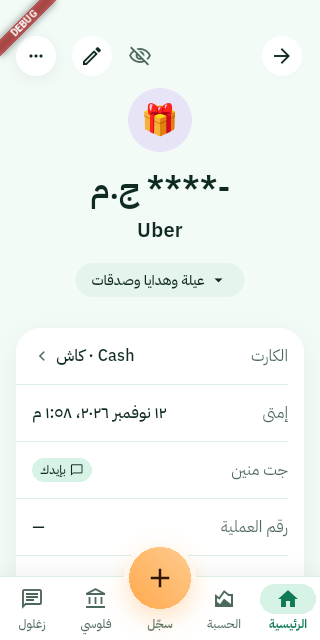 DEBUG
-**** ج.م
Uber
عيلة وهدايا وصدقات
الكارت
كاش · Cash
إمتى
١٢ نوفمبر ٢٠٢٦، ١:٥٨ م
جت منين
بإيدك
رقم العملية
—
الرئيسية
الحسبة
سجّل
فلوسي
زغلول